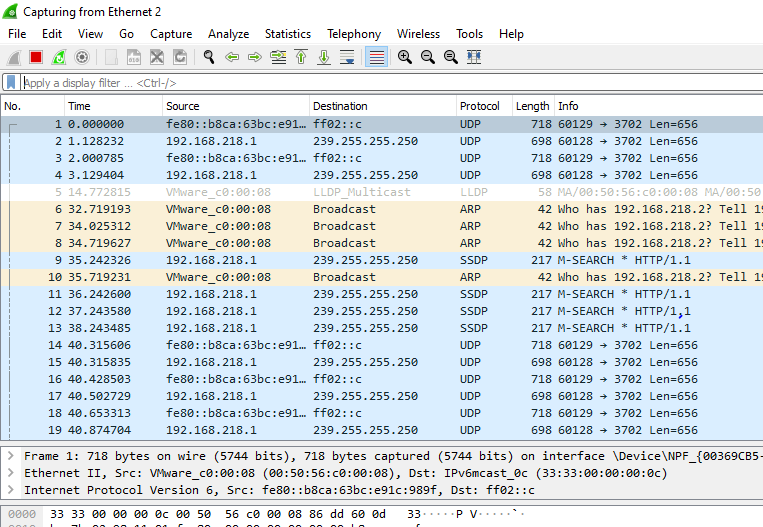 Capturing from Ethernet 2
File Edit View Go Capture Analyze Statistics Telephony Wireless Tools Help
Apply a display filter ... <Ctrl-/>
No. Time Source Destination Protocol Length Info
1 0.000000 fe80::b8ca:63bc:e91… ff02::c UDP 718 60129 → 3702 Len=656
2 1.128232 192.168.218.1 239.255.255.250 UDP 698 60128 → 3702 Len=656
3 2.000785 fe80::b8ca:63bc:e91… ff02::c UDP 718 60129 → 3702 Len=656
4 3.129404 192.168.218.1 239.255.255.250 UDP 698 60128 → 3702 Len=656
5 14.772815 VMware_c0:00:08 LLDP_Multicast LLDP 58 MA/00:50:56:c0:00:08 MA/00:50
6 32.719193 VMware_c0:00:08 Broadcast ARP 42 Who has 192.168.218.2? Tell 19
7 34.025312 VMware_c0:00:08 Broadcast ARP 42 Who has 192.168.218.2? Tell 19
8 34.719627 VMware_c0:00:08 Broadcast ARP 42 Who has 192.168.218.2? Tell 19
9 35.242326 192.168.218.1 239.255.255.250 SSDP 217 M-SEARCH * HTTP/1.1
10 35.719231 VMware_c0:00:08 Broadcast ARP 42 Who has 192.168.218.2? Tell 19
11 36.242600 192.168.218.1 239.255.255.250 SSDP 217 M-SEARCH * HTTP/1.1
12 37.243580 192.168.218.1 239.255.255.250 SSDP 217 M-SEARCH * HTTP/1.1
13 38.243485 192.168.218.1 239.255.255.250 SSDP 217 M-SEARCH * HTTP/1.1
14 40.315606 fe80::b8ca:63bc:e91… ff02::c UDP 718 60129 → 3702 Len=656
15 40.315835 192.168.218.1 239.255.255.250 UDP 698 60128 → 3702 Len=656
16 40.428503 fe80::b8ca:63bc:e91… ff02::c UDP 718 60129 → 3702 Len=656
17 40.502729 192.168.218.1 239.255.255.250 UDP 698 60128 → 3702 Len=656
18 40.653313 fe80::b8ca:63bc:e91… ff02::c UDP 718 60129 → 3702 Len=656
19 40.874704 192.168.218.1 239.255.255.250 UDP 698 60128 → 3702 Len=656
Frame 1: 718 bytes on wire (5744 bits), 718 bytes captured (5744 bits) on interface \Device\NPF_{00369CB5-
Ethernet II, Src: VMware_c0:00:08 (00:50:56:c0:00:08), Dst: IPv6mcast_0c (33:33:00:00:00:0c)
Internet Protocol Version 6, Src: fe80::b8ca:63bc:e91c:989f, Dst: ff02::c
0000 33 33 00 00 00 0c 00 50 56 c0 00 08 86 dd 60 0d 33·····P V·····`·